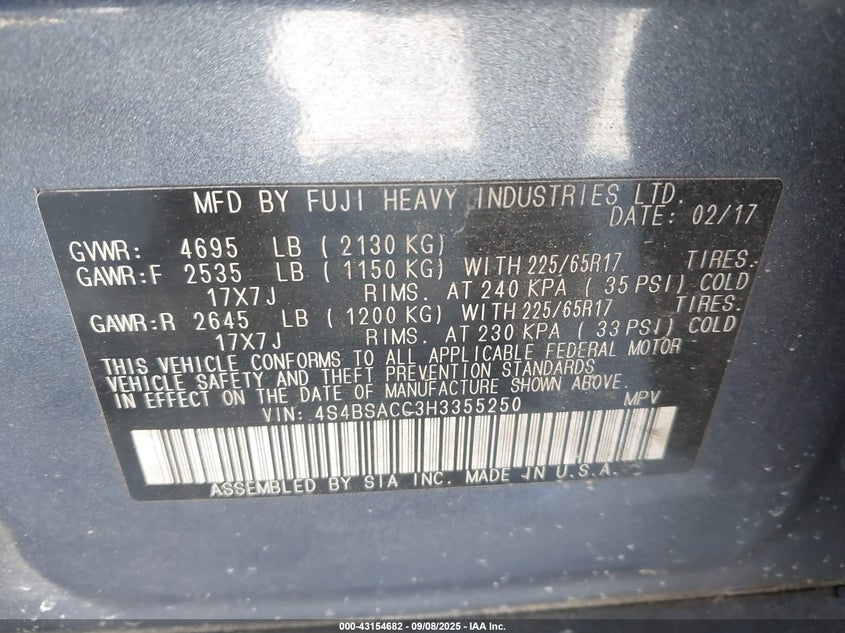 MFD BY FUJI HEAVY INDUSTRIES LTD.
DATE: 02/17
GVWR: 4695 LB ( 2130 KG)
GAWR:F 2535 LB ( 1150 KG) WITH 225/65R17 TIRES.
17X7J RIMS. AT 240 KPA ( 35 PSI) COLD
GAWR:R 2645 LB ( 1200 KG) WITH 225/65R17 TIRES.
17X7J RIMS. AT 230 KPA ( 33 PSI) COLD
THIS VEHICLE CONFORMS TO ALL APPLICABLE FEDERAL MOTOR
VEHICLE SAFETY AND THEFT PREVENTION STANDARDS
IN EFFECT ON THE DATE OF MANUFACTURE SHOWN ABOVE.
VIN: 4S4BSACC3H3355250 MPV
ASSEMBLED BY SIA INC. MADE IN U.S.A.
000-43154682 - 09/08/2025 - IAA Inc.